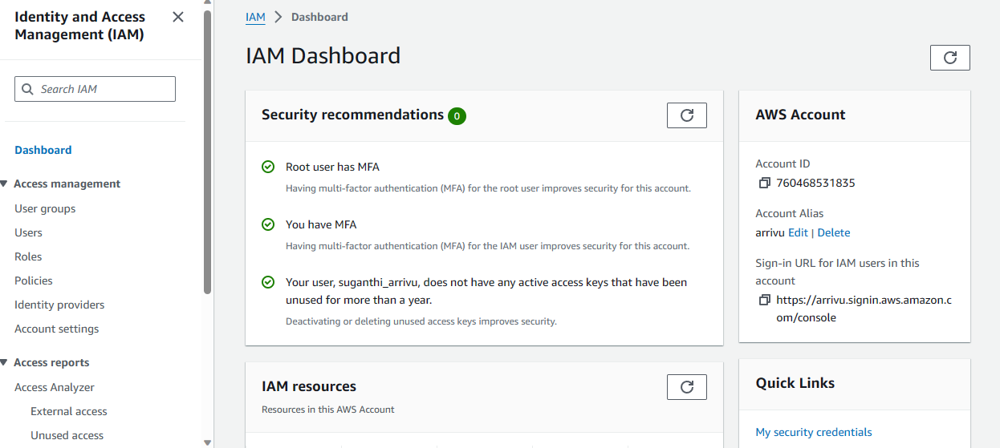 Identity and Access
Management (IAM)
Search IAM
Dashboard
Access management
User groups
Users
Roles
Policies
Identity providers
Account settings
Access reports
Access Analyzer
External access
Unused access
IAM > Dashboard
IAM Dashboard
Security recommendations 0
Root user has MFA
Having multi-factor authentication (MFA) for the root user improves security for this account.
You have MFA
Having multi-factor authentication (MFA) for the IAM user improves security for this account.
Your user, suganthi_arrivu, does not have any active access keys that have been
unused for more than a year.
Deactivating or deleting unused access keys improves security.
IAM resources
Resources in this AWS Account
AWS Account
Account ID
760468531835
Account Alias
arrivu Edit | Delete
Sign-in URL for IAM users in this
account
https://arrivu.signin.aws.amazon.c
om/console
Quick Links
My security credentials